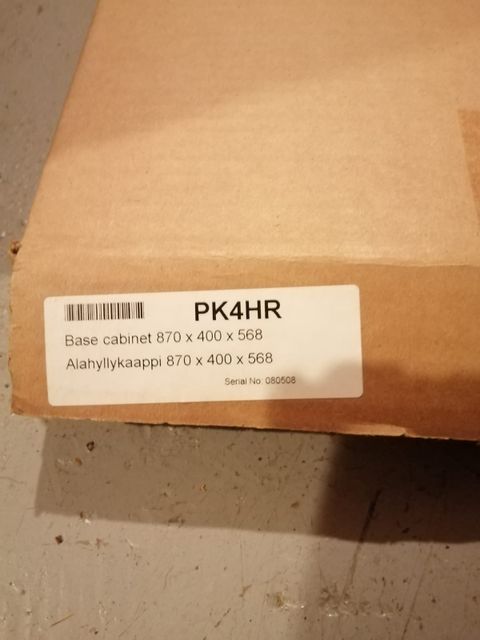 PK4HR
Base cabinet 870 x 400 x 568
Alahyllykaappi 870 x 400 x 568
Serial No: 080508